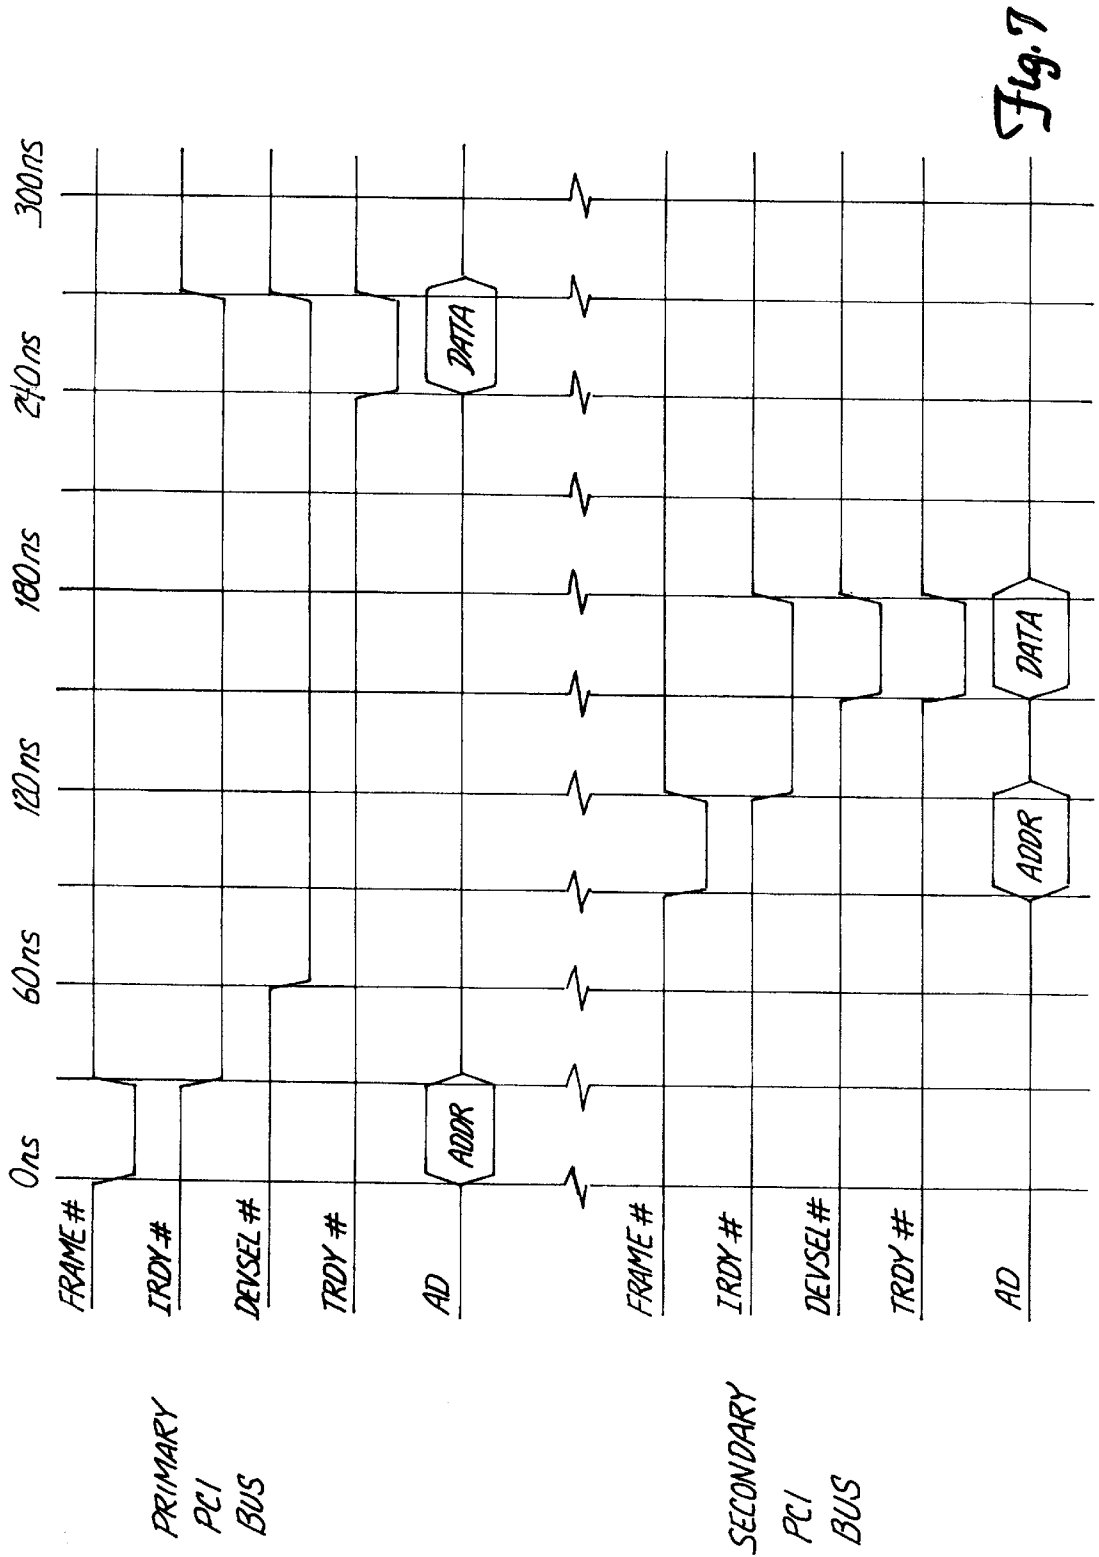 0ns 60ns 120ns 180ns 240ns 300ns
PRIMARY
PCI
BUS
FRAME #
IRDY #
DEVSEL #
TRDY #
AD
ADDR DATA
SECONDARY
PCI
BUS
FRAME #
IRDY #
DEVSEL #
TRDY #
AD
ADDR DATA
Fig. 7